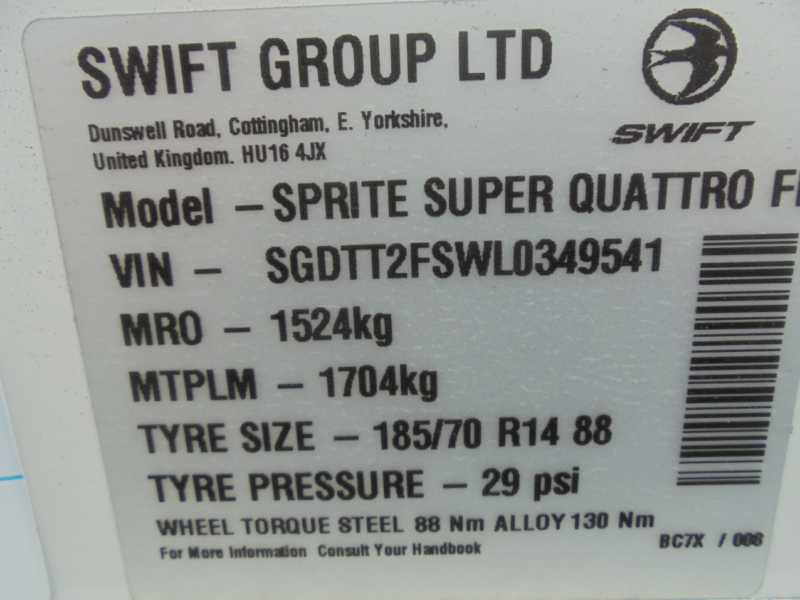 SWIFT GROUP LTD
SWIFT
Dunswell Road, Cottingham, E. Yorkshire,
United Kingdom. HU16 4JX
Model - SPRITE SUPER QUATTRO
VIN - SGDTT2FSWL0349541
MRO - 1524kg
MTPLM - 1704kg
TYRE SIZE - 185/70 R14 88
TYRE PRESSURE - 29 psi
WHEEL TORQUE STEEL 88 Nm ALLOY 130 Nm
For More Information Consult Your Handbook
BC7X / 008